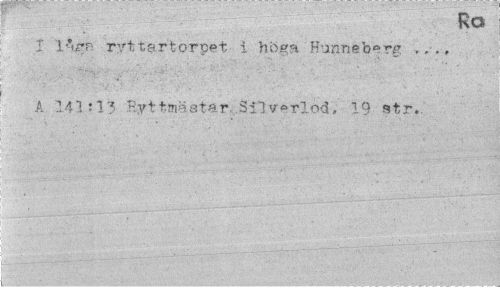 Ra
I låga ryttartorpet i höga Hunneberg ....
A 141:13 Ryttmästar Silverlod, 19 str.